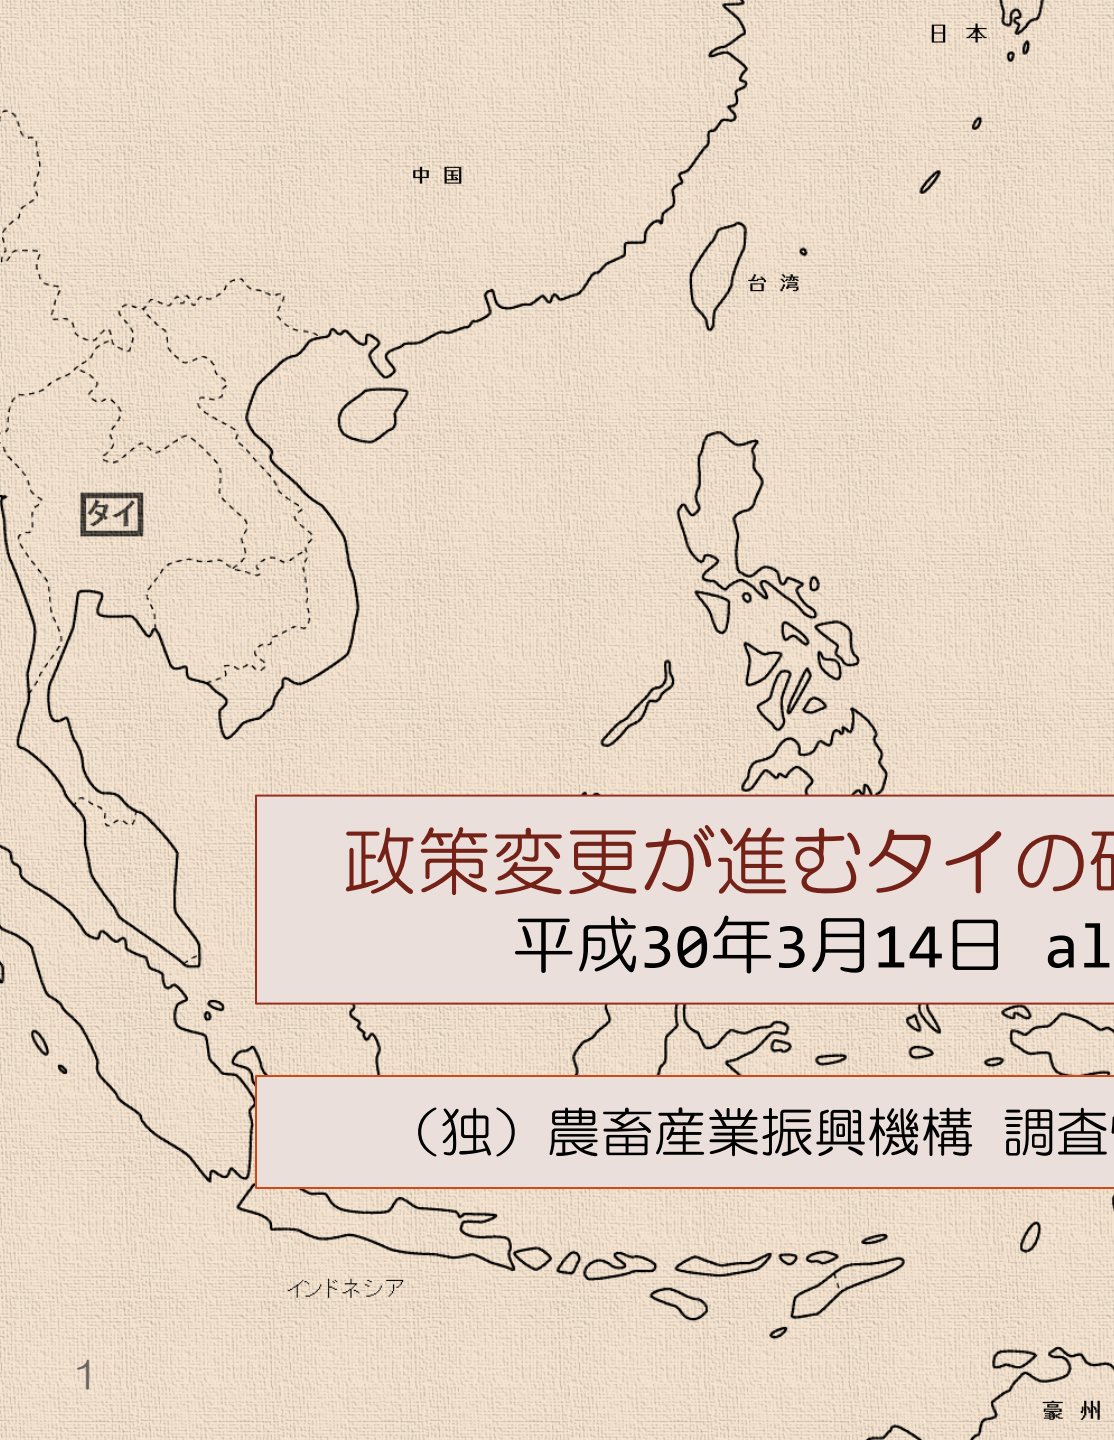 日本
中国
台湾
タイ
政策変更が進むタイの
平成30年3月14日 al
（独）農畜産業振興機構 調査
インドネシア
1
豪州